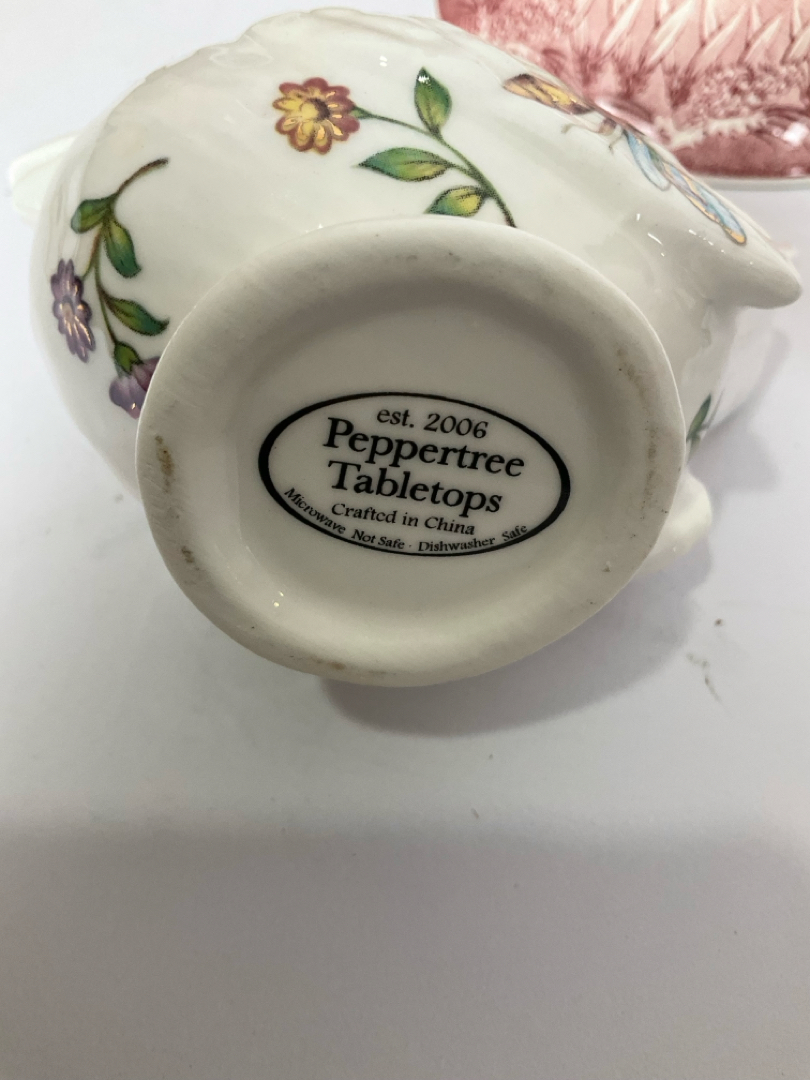 est. 2006
Peppertree
Tabletops
Crafted in China
Microwave Not Safe · Dishwasher Safe